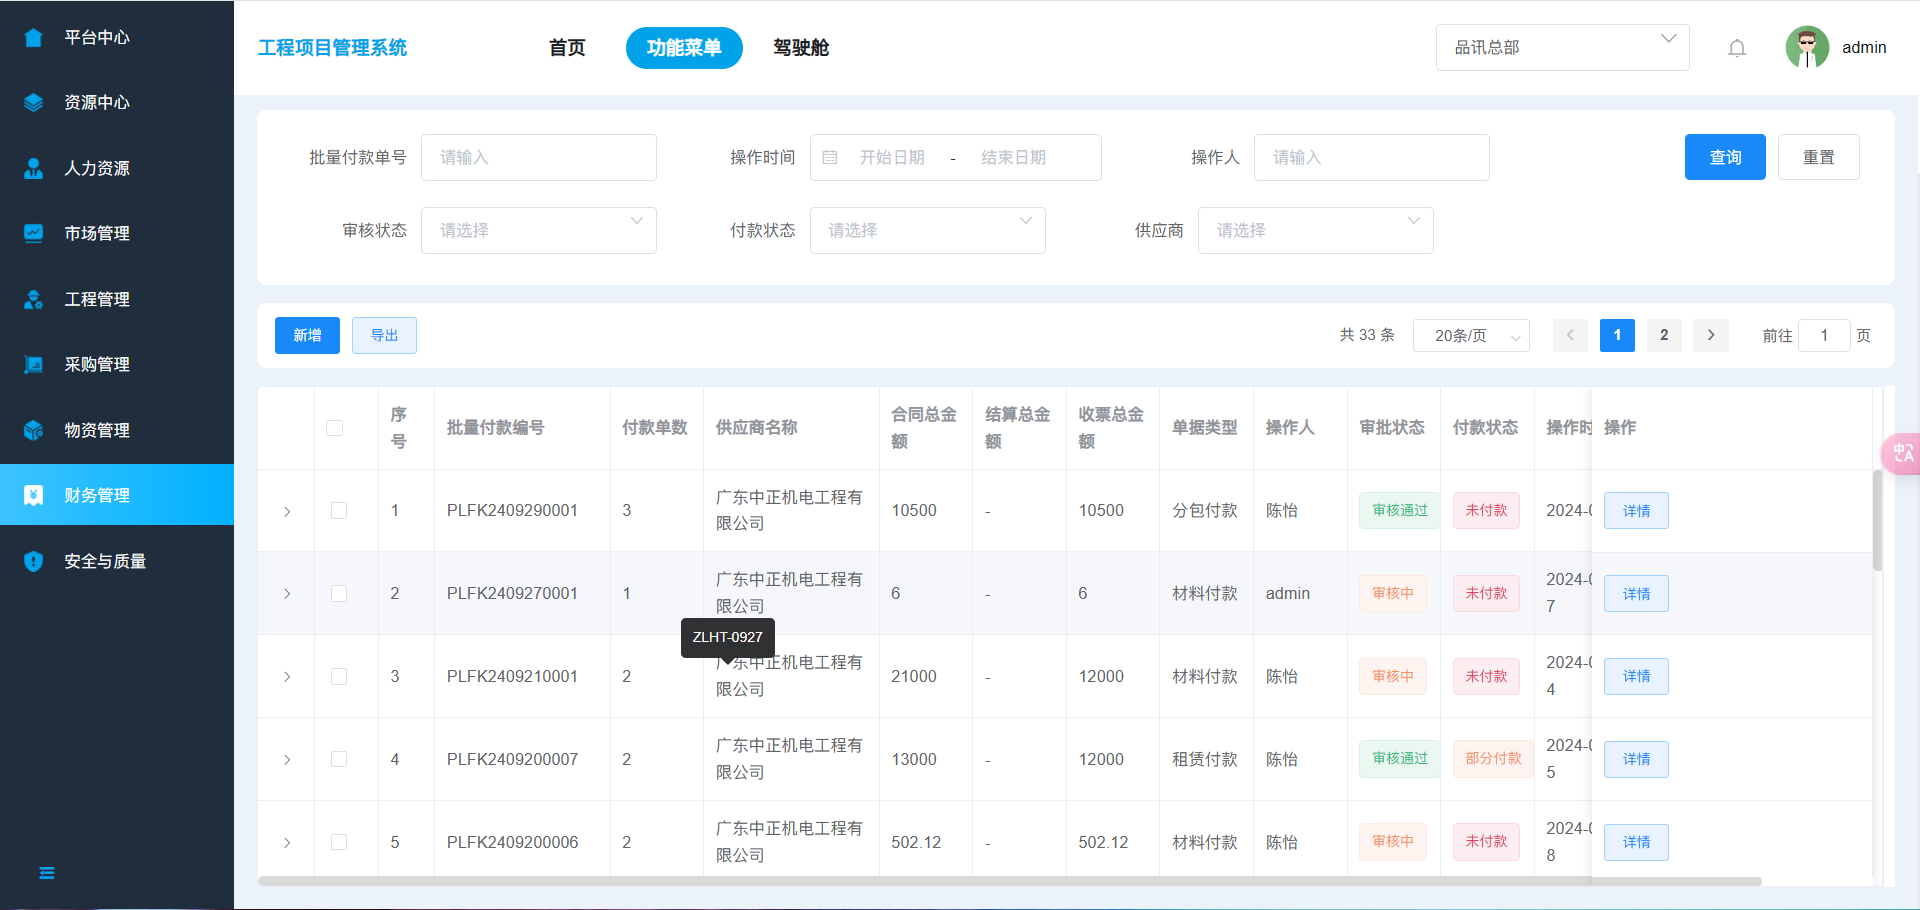 平台中心
资源中心
人力资源
市场管理
工程管理
采购管理
物资管理
财务管理
安全与质量
工程项目管理系统
首页
功能菜单
驾驶舱
品讯总部
admin
批量付款单号 请输入
操作时间 开始日期 - 结束日期
操作人 请输入
查询
重置
审核状态 请选择
付款状态 请选择
供应商 请选择
新增
导出
共 33 条
20条/页
1
2
前往 1 页
序号
批量付款编号
付款单数
供应商名称
合同总金额
结算总金额
收票总金额
单据类型
操作人
审批状态
付款状态
操作时
操作
1 PLFK2409290001 3 广东中正机电工程有限公司 10500 - 10500 分包付款 陈怡 审核通过 未付款 2024-0 详情
2 PLFK2409270001 1 广东中正机电工程有限公司 6 - 6 材料付款 admin 审核中 未付款 2024-0 7 详情
ZLHT-0927
3 PLFK2409210001 2 广东中正机电工程有限公司 21000 - 12000 材料付款 陈怡 审核中 未付款 2024-0 4 详情
4 PLFK2409200007 2 广东中正机电工程有限公司 13000 - 12000 租赁付款 陈怡 审核通过 部分付款 2024-0 5 详情
5 PLFK2409200006 2 广东中正机电工程有限公司 502.12 - 502.12 材料付款 陈怡 审核中 未付款 2024-0 8 详情
中A